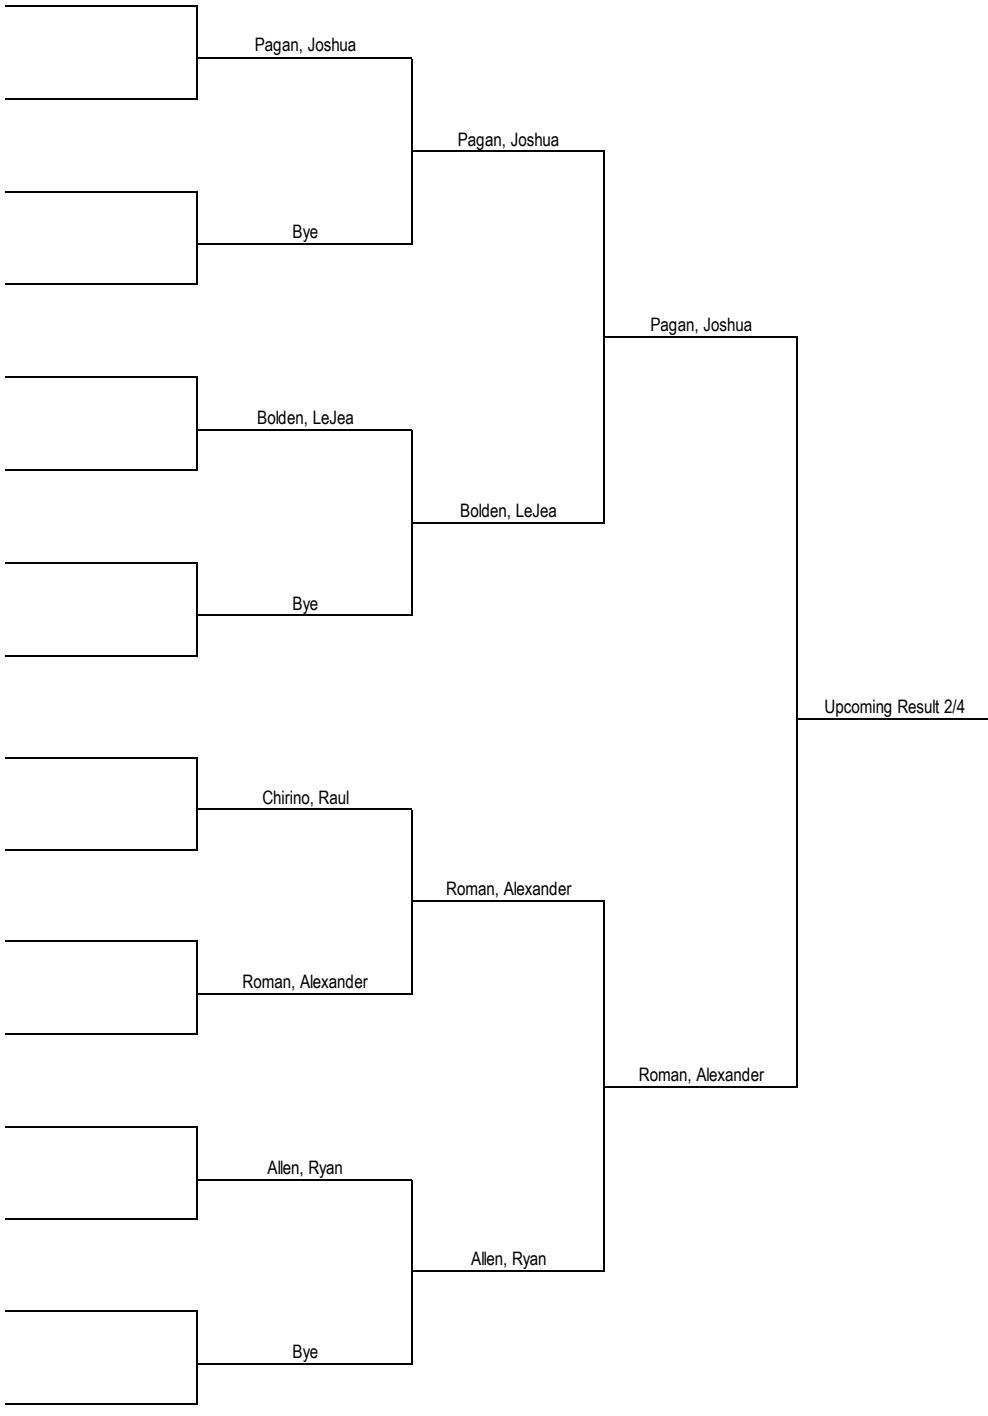 Pagan, Joshua
Pagan, Joshua
Bye
Pagan, Joshua
Bolden, LeJea
Bolden, LeJea
Bye
Upcoming Result 2/4
Chirino, Raul
Roman, Alexander
Roman, Alexander
Roman, Alexander
Allen, Ryan
Allen, Ryan
Bye